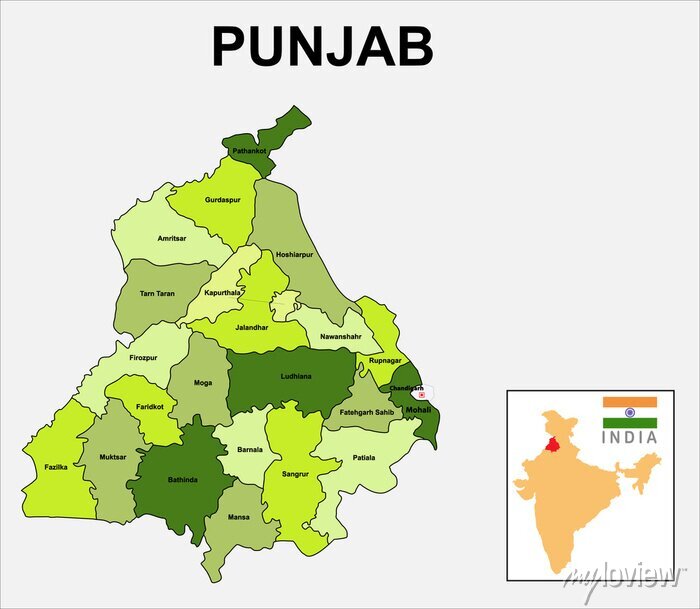 PUNJAB
Pathankot
Gurdaspur
Amritsar
Hoshiarpur
Tarn Taran
Kapurthala
Jalandhar
Nawanshahr
Firozpur
Rupnagar
Moga
Ludhiana
Chandigarh
Faridkot
Fatehgarh Sahib
Mohali
Fazilka
Muktsar
Barnala
Patiala
Bathinda
Sangrur
Mansa
INDIA
myloview